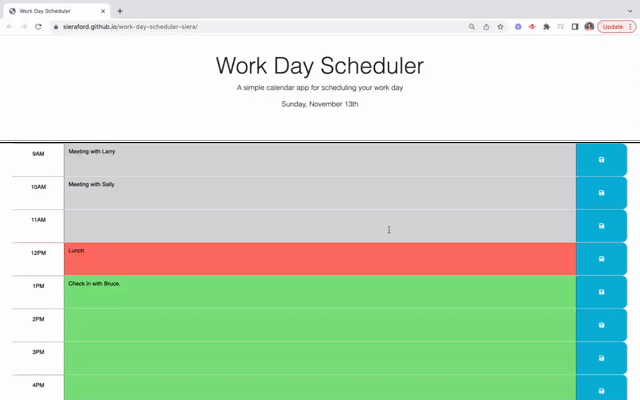 Work Day Scheduler
sieraford.github.io/work-day-scheduler-siera/
Update
Work Day Scheduler
A simple calendar app for scheduling your work day
Sunday, November 13th
9AM Meeting with Larry
10AM Meeting with Sally
11AM
12PM Lunch
1PM Check in with Bruce.
2PM
3PM
4PM